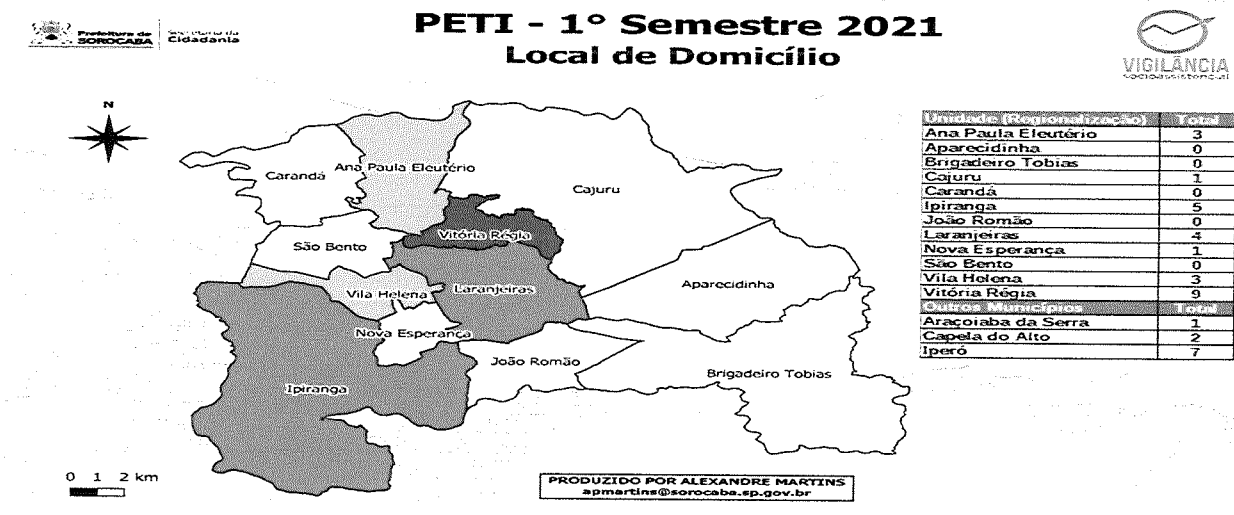 Prefeitura de
SOROCABA
Secretaria da
Cidadania
PETI - 1° Semestre 2021
Local de Domicílio
VIGILÂNCIA
socioassistencial
N
Carandá
Ana Paula Eleutério
Cajuru
Vitória Régia
São Bento
Vila Helena
Laranjeiras
Aparecidinha
Nova Esperança
João Romão
Brigadeiro Tobias
Ipiranga
0 1 2 km
PRODUZIDO POR ALEXANDRE MARTINS
apmartins@sorocaba.sp.gov.br
Unidade (Regionalização) Total
Ana Paula Eleutério 3
Aparecidinha 0
Brigadeiro Tobias 0
Cajuru 1
Carandá 0
Ipiranga 5
João Romão 0
Laranjeiras 4
Nova Esperança 1
São Bento 0
Vila Helena 3
Vitória Régia 9
Outros Municípios Total
Araçoiaba da Serra 1
Capela do Alto 2
Iperó 7